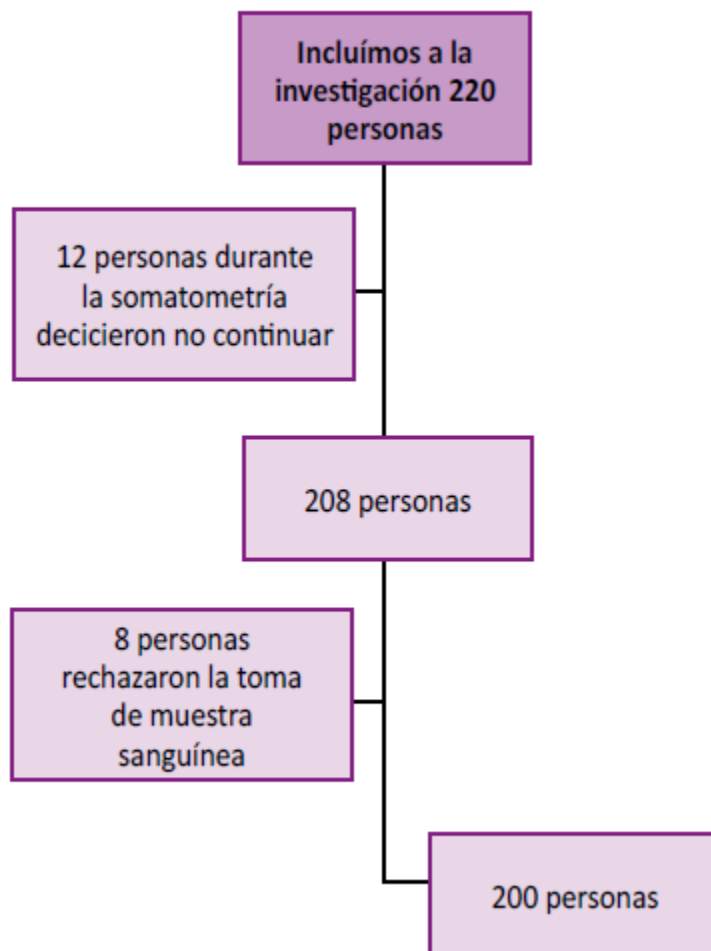 Incluímos a la
investigación 220
personas
12 personas durante
la somatometría
decicieron no continuar
208 personas
8 personas
rechazaron la toma
de muestra
sanguínea
200 personas